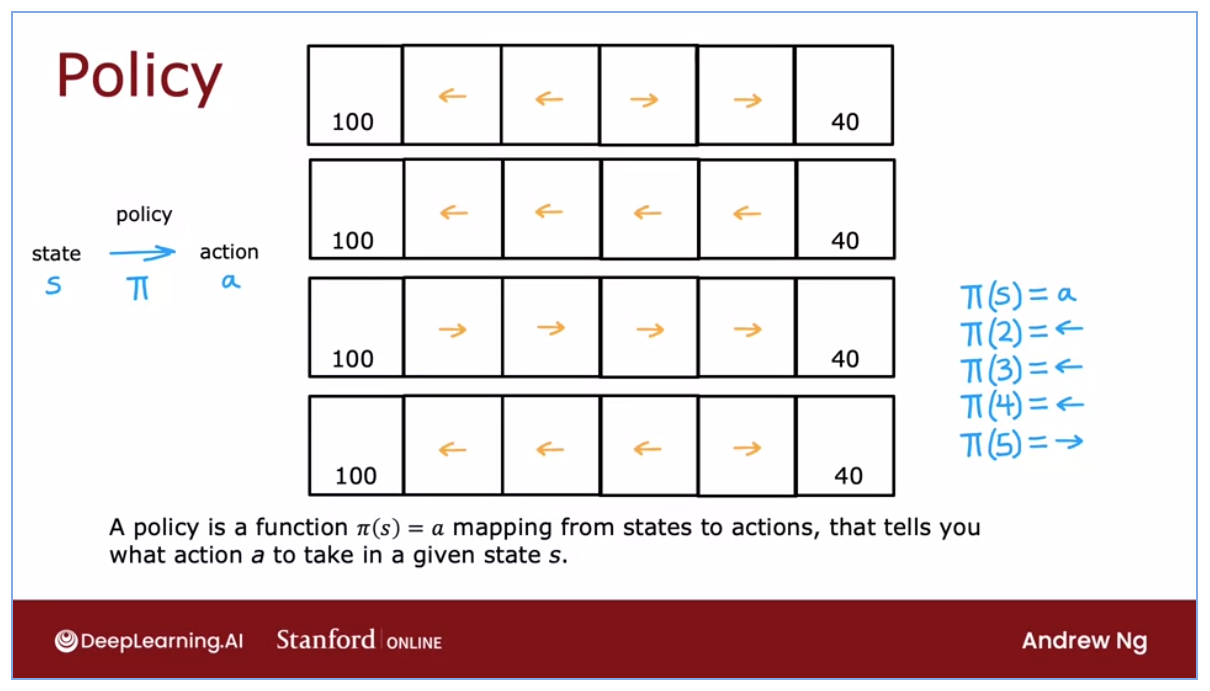 Policy
100 ← ← → → 40
100 ← ← ← ← 40
100 → → → → 40
100 ← ← ← → 40
policy
state → action
s π a
π(s) = a
π(2) = ←
π(3) = ←
π(4) = ←
π(5) = →
A policy is a function π(s) = a mapping from states to actions, that tells you
what action a to take in a given state s.
DeepLearning.AI Stanford ONLINE Andrew Ng